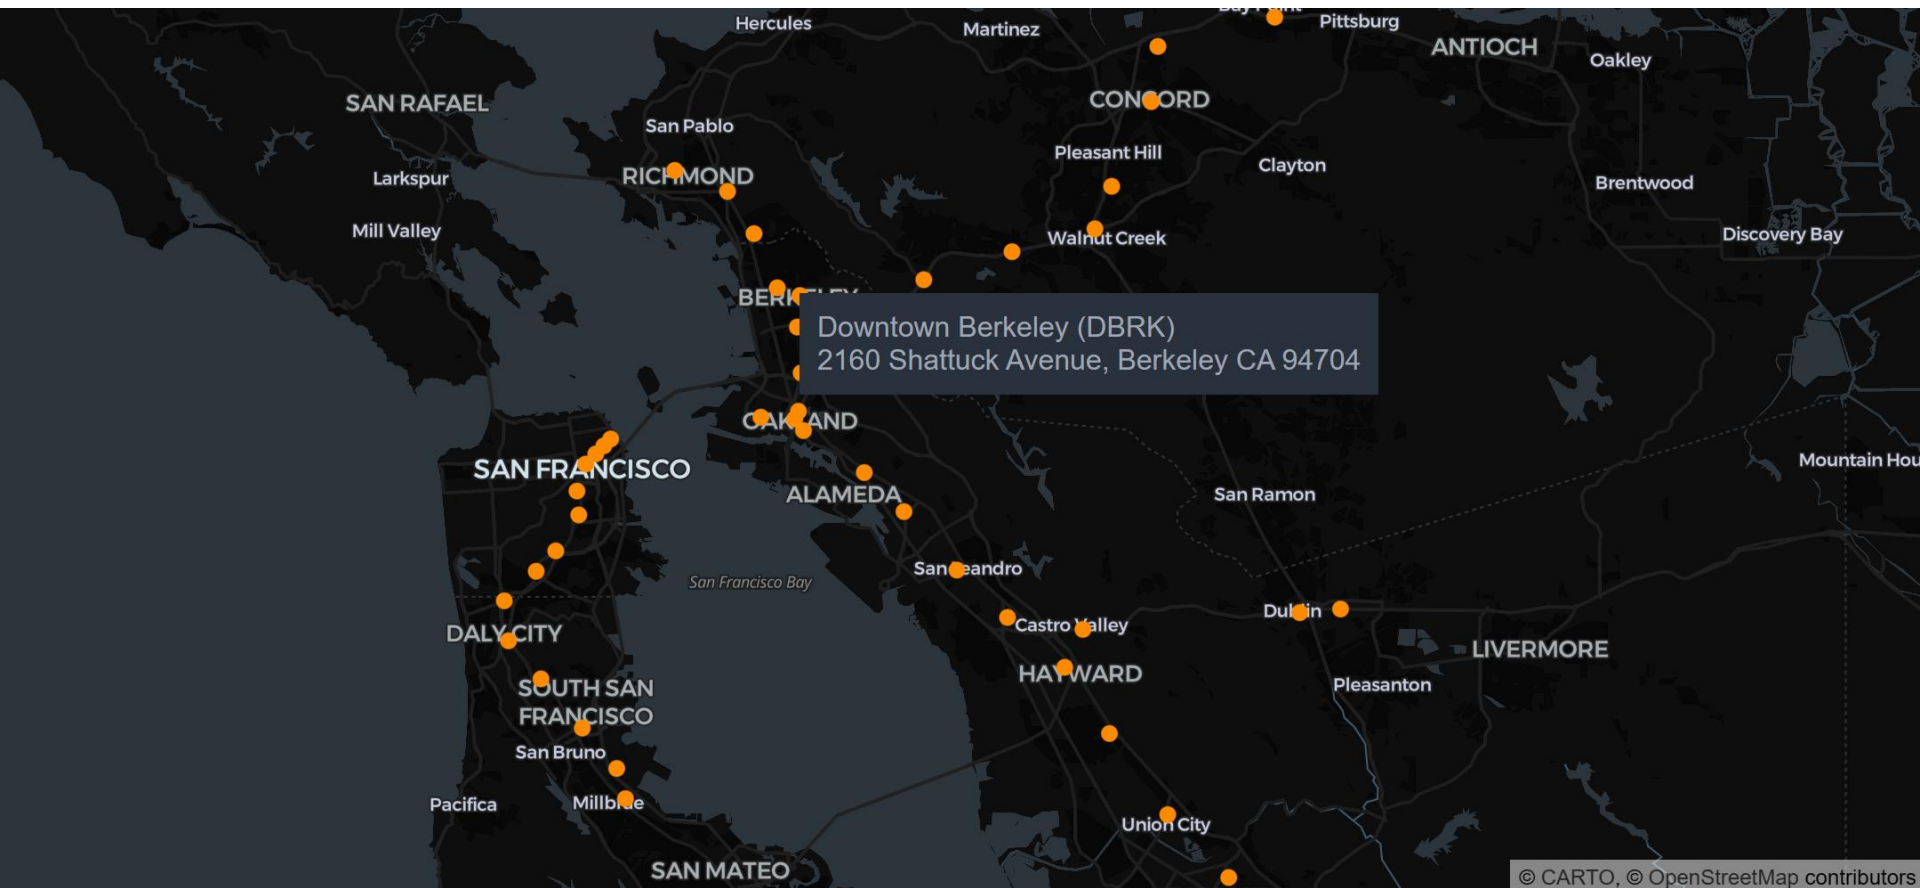 Bay Point
Hercules
Martinez
Pittsburg
ANTIOCH
Oakley
SAN RAFAEL
CONCORD
San Pablo
Pleasant Hill
Clayton
RICHMOND
Larkspur
Brentwood
Mill Valley
Walnut Creek
Discovery Bay
BERKELEY
Downtown Berkeley (DBRK)
2160 Shattuck Avenue, Berkeley CA 94704
OAKLAND
SAN FRANCISCO
Mountain Hou
ALAMEDA
San Ramon
San Leandro
San Francisco Bay
Dublin
Castro Valley
DALY CITY
LIVERMORE
HAYWARD
Pleasanton
SOUTH SAN
FRANCISCO
San Bruno
Pacifica
Millbrae
Union City
SAN MATEO
© CARTO, © OpenStreetMap contributors